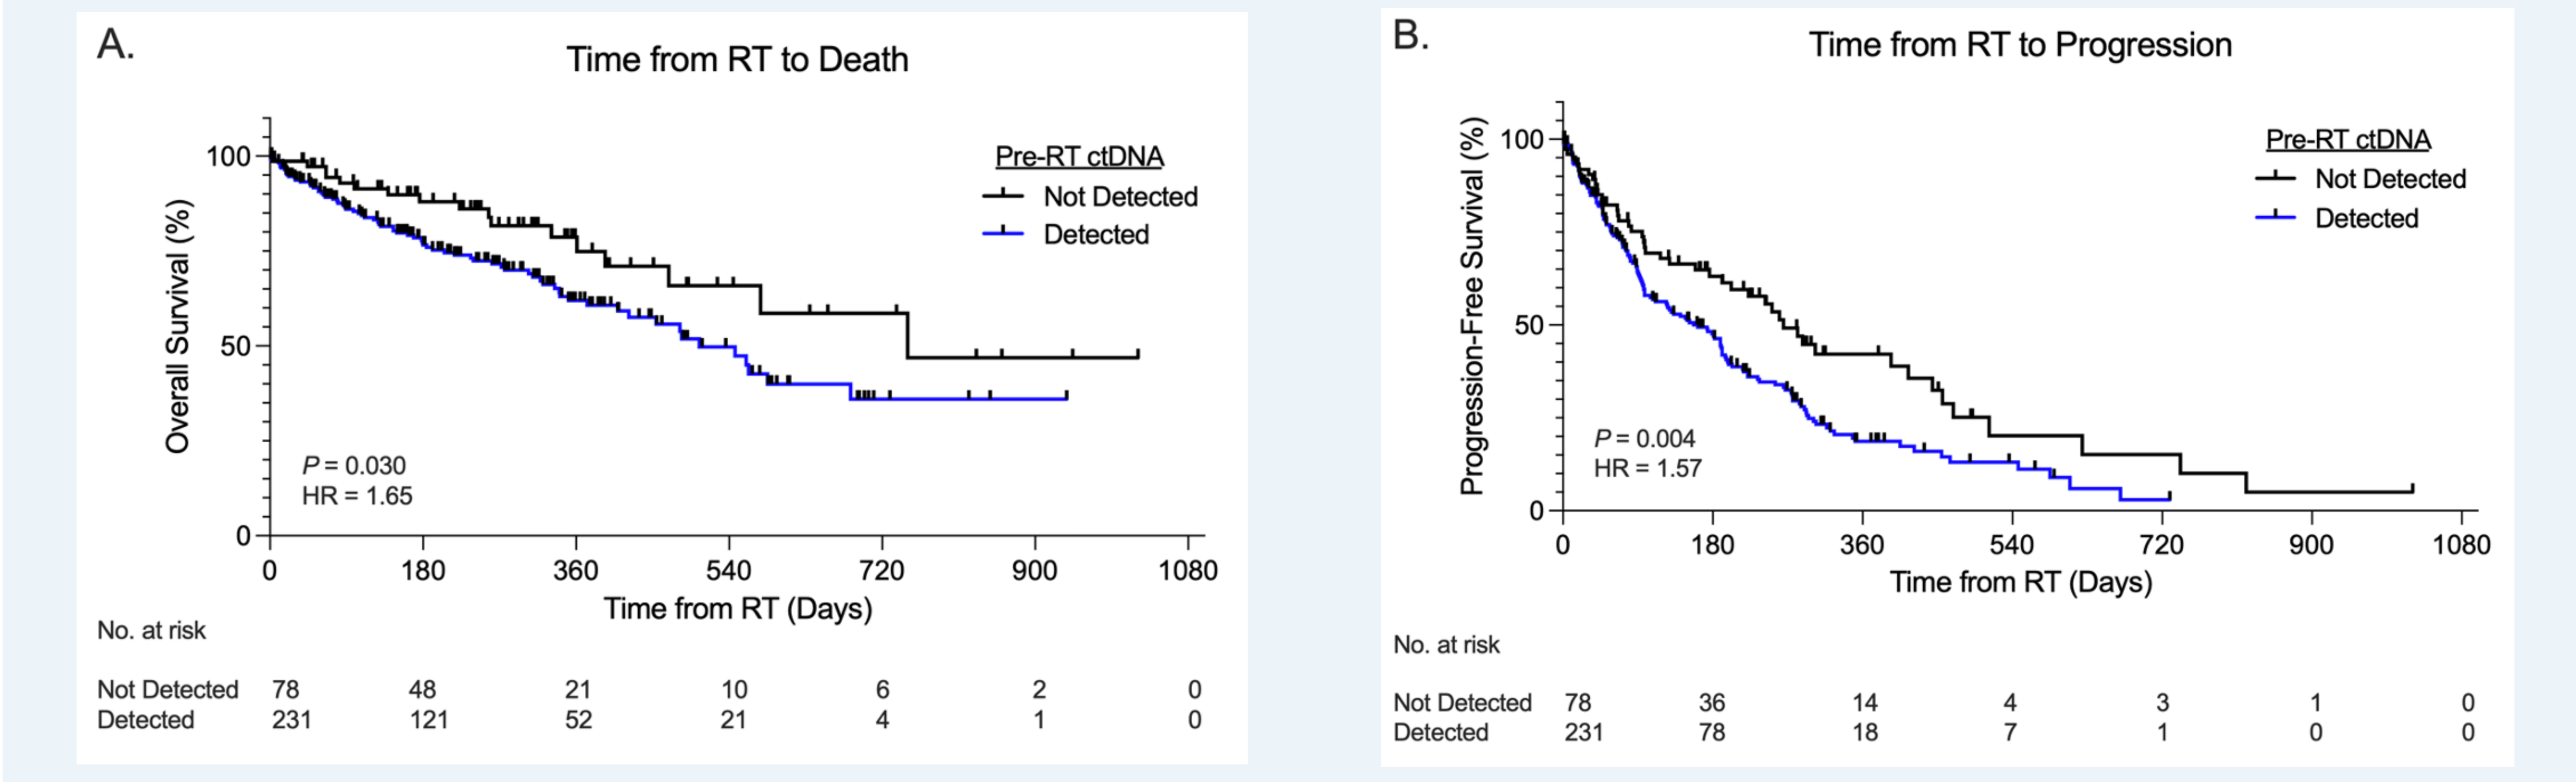 A.
Time from RT to Death
Overall Survival (%)
100
50
0
Pre-RT ctDNA
Not Detected
Detected
P = 0.030
HR = 1.65
0 180 360 540 720 900 1080
Time from RT (Days)
No. at risk
Not Detected 78 48 21 10 6 2 0
Detected 231 121 52 21 4 1 0
B.
Time from RT to Progression
Progression-Free Survival (%)
100
50
0
Pre-RT ctDNA
Not Detected
Detected
P = 0.004
HR = 1.57
0 180 360 540 720 900 1080
Time from RT (Days)
No. at risk
Not Detected 78 36 14 4 3 1 0
Detected 231 78 18 7 1 0 0